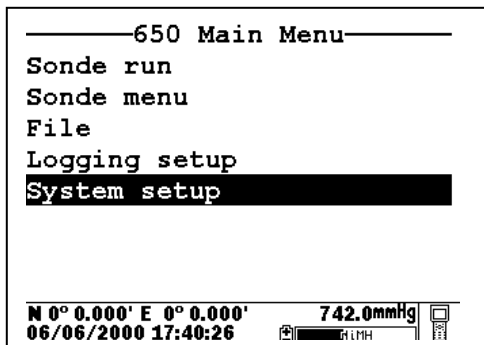 650 Main Menu
Sonde run
Sonde menu
File
Logging setup
System setup
N 0° 0.000' E 0° 0.000' 742.0mmHg
06/06/2000 17:40:26 NiMH